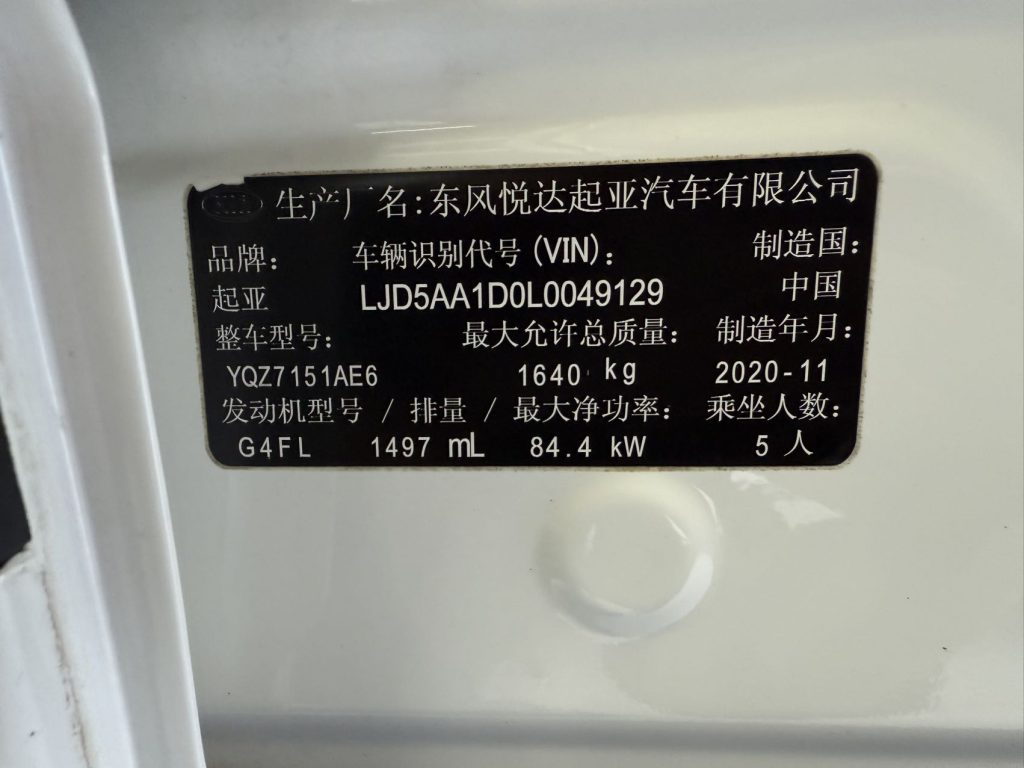 生产厂名:东风悦达起亚汽车有限公司
品牌: 车辆识别代号(VIN): 制造国:
起亚 LJD5AA1D0L0049129 中国
整车型号: 最大允许总质量: 制造年月:
YQZ7151AE6 1640 kg 2020-11
发动机型号 / 排量 / 最大净功率: 乘坐人数:
G4FL 1497 mL 84.4 kW 5 人